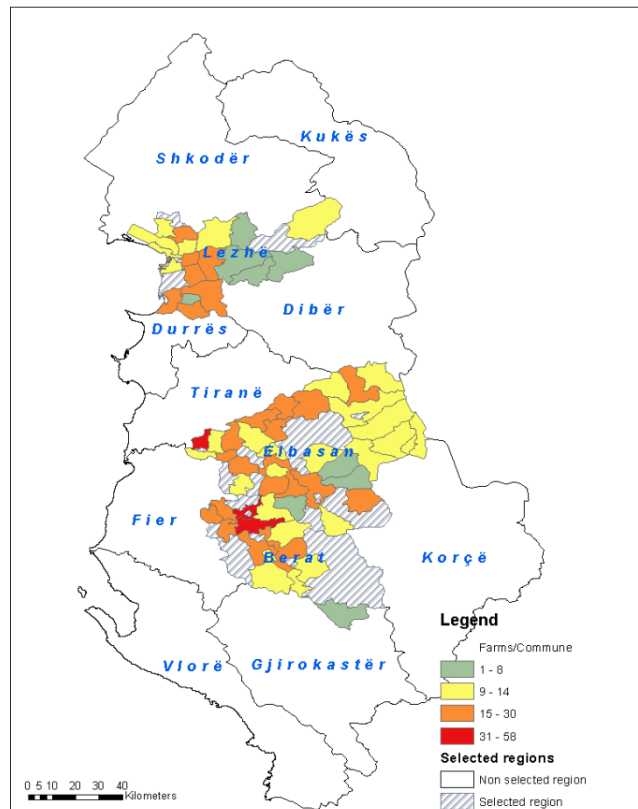 Kukës
Shkodër
Lezhë
Dibër
Durrës
Tiranë
Elbasan
Fier
Berat
Korçë
Vlorë
Gjirokastër
Legend
Farms/Commune
1 - 8
9 - 14
15 - 30
31 - 58
Selected regions
Non selected region
Selected region
0 5 10 20 30 40
Kilometers